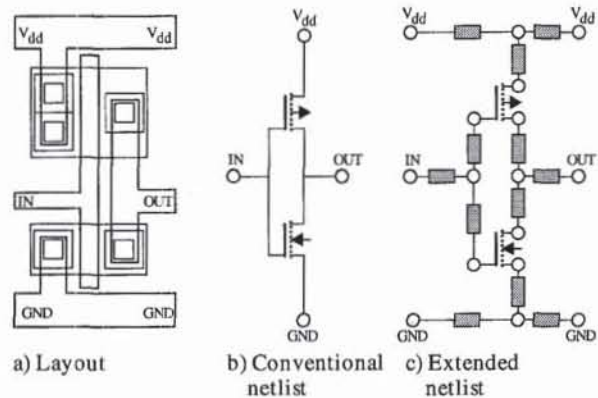 Vdd Vdd
IN OUT
GND GND
a) Layout
Vdd
IN OUT
GND
b) Conventional
netlist
Vdd Vdd
IN OUT
GND GND
c) Extended
netlist